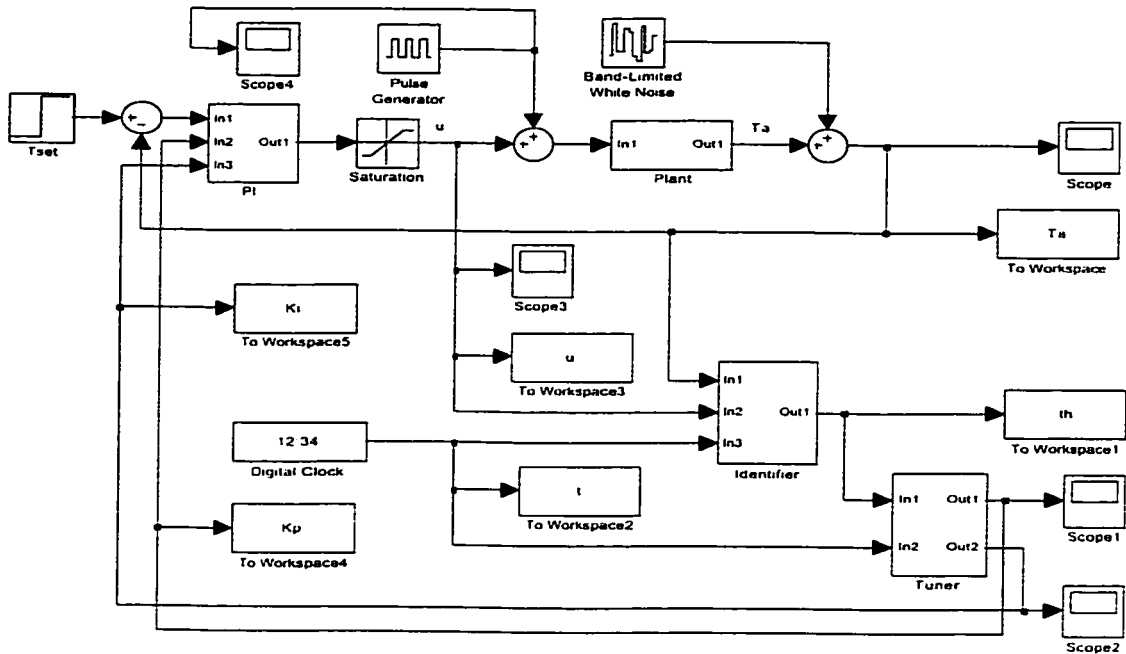 Scope4
Pulse
Generator
Band-Limited
White Noise
Tset
In1
In2
In3
Out1
PI
Saturation
u
In1
Out1
Plant
Ta
Scope
Ta
To Workspace
Scope3
Ki
To Workspace5
u
To Workspace3
In1
In2
In3
Out1
Identifier
th
To Workspace1
12 34
Digital Clock
t
To Workspace2
Kp
To Workspace4
In1
In2
Out1
Out2
Tuner
Scope1
Scope2